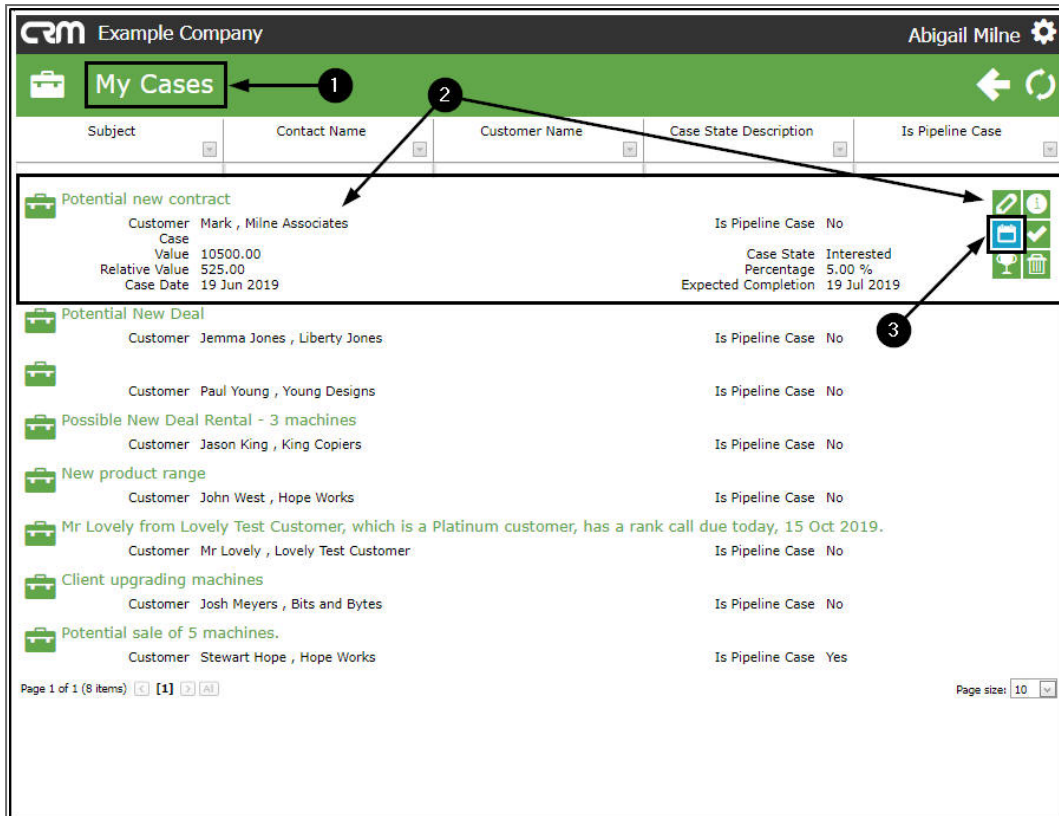 CRM Example Company Abigail Milne
My Cases 1 2
Subject Contact Name Customer Name Case State Description Is Pipeline Case
Potential new contract
Customer Mark , Milne Associates Is Pipeline Case No
Case
Value 10500.00 Case State Interested
Relative Value 525.00 Percentage 5.00 %
Case Date 19 Jun 2019 Expected Completion 19 Jul 2019
Potential New Deal
3
Customer Jemma Jones , Liberty Jones Is Pipeline Case No
Customer Paul Young , Young Designs Is Pipeline Case No
Possible New Deal Rental - 3 machines
Customer Jason King , King Copiers Is Pipeline Case No
New product range
Customer John West , Hope Works Is Pipeline Case No
Mr Lovely from Lovely Test Customer, which is a Platinum customer, has a rank call due today, 15 Oct 2019.
Customer Mr Lovely , Lovely Test Customer Is Pipeline Case No
Client upgrading machines
Customer Josh Meyers , Bits and Bytes Is Pipeline Case No
Potential sale of 5 machines.
Customer Stewart Hope , Hope Works Is Pipeline Case Yes
Page 1 of 1 (8 items) < [1] > All Page size: 10